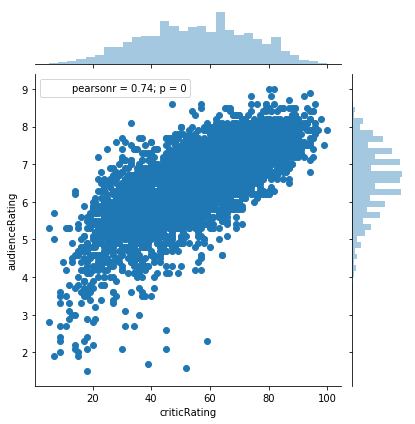 pearsonr = 0.74; p = 0
9
8
7
6
5
4
3
2
audienceRating
20 40 60 80 100
criticRating